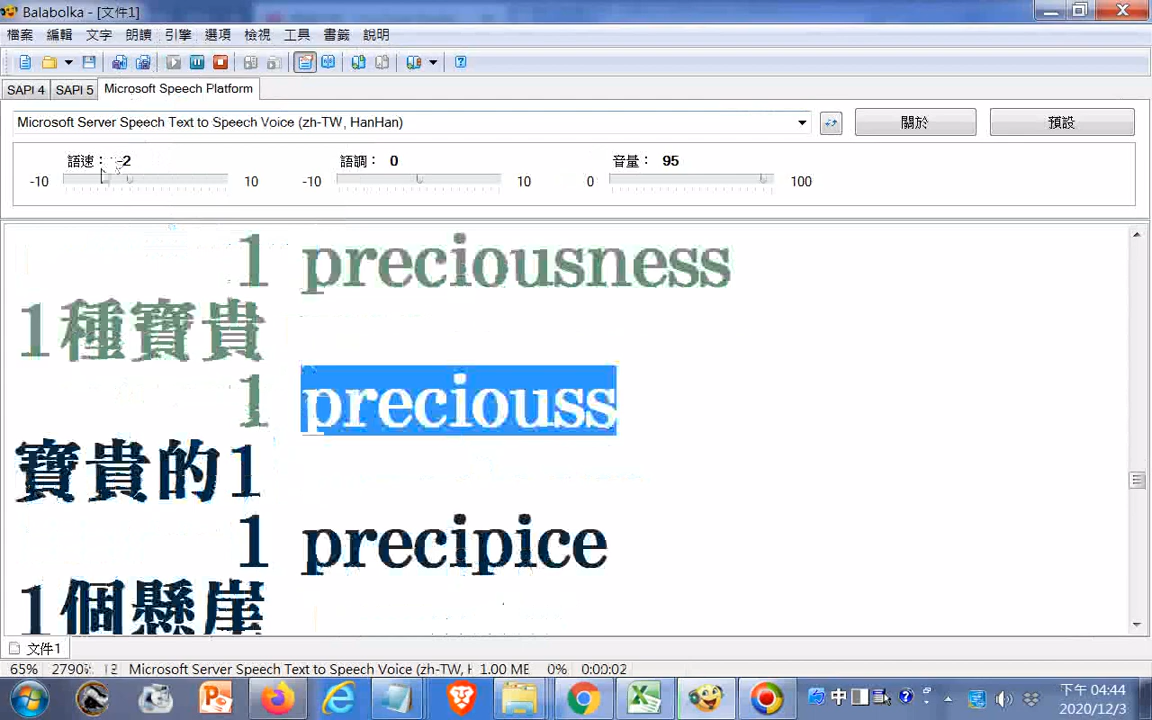 Balabolka - [文件1]
檔案 編輯 文字 朗讀 引擎 選項 檢視 工具 書籤 說明
SAPI 4 SAPI 5 Microsoft Speech Platform
Microsoft Server Speech Text to Speech Voice (zh-TW, HanHan) 關於 預設
語速： -2 語調： 0 音量： 95
-10 10 -10 10 0 100
1 preciousness
1種寶貴
1 preciouss
寶貴的1
1 precipice
1個懸崖
文件1
65% Microsoft Server Speech Text to Speech Voice (zh-TW, H 1.00 ME 0% 0:00:02
中 下午 04:44
2020/12/3